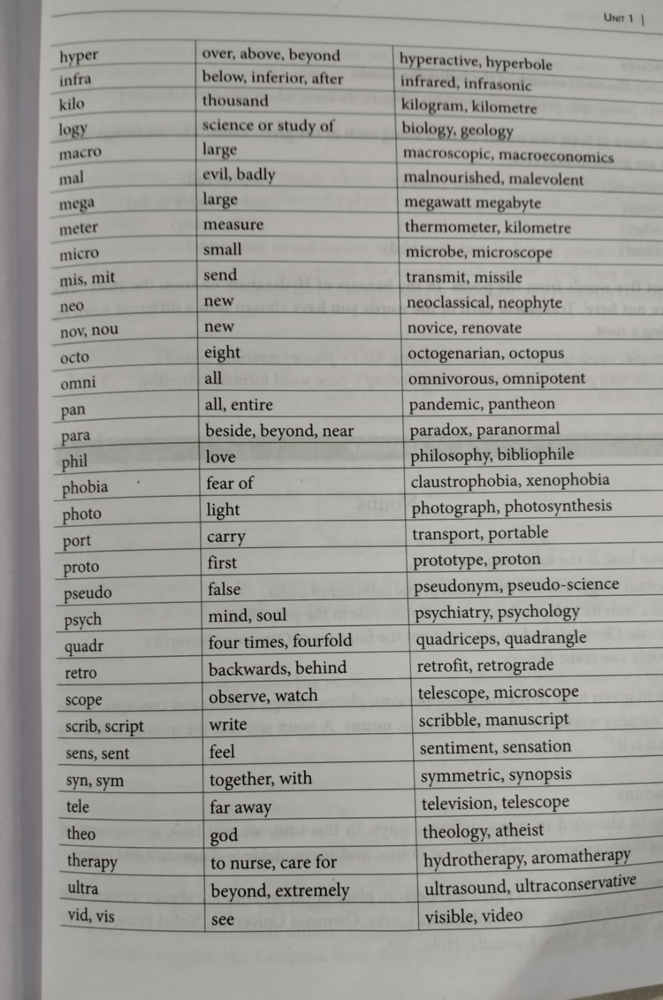 UNIT 1 |
hyper over, above, beyond hyperactive, hyperbole
infra below, inferior, after infrared, infrasonic
kilo thousand kilogram, kilometre
logy science or study of biology, geology
macro large macroscopic, macroeconomics
mal evil, badly malnourished, malevolent
mega large megawatt megabyte
meter measure thermometer, kilometre
micro small microbe, microscope
mis, mit send transmit, missile
neo new neoclassical, neophyte
nov, nou new novice, renovate
octo eight octogenarian, octopus
omni all omnivorous, omnipotent
pan all, entire pandemic, pantheon
para beside, beyond, near paradox, paranormal
phil love philosophy, bibliophile
phobia fear of claustrophobia, xenophobia
photo light photograph, photosynthesis
port carry transport, portable
proto first prototype, proton
pseudo false pseudonym, pseudo-science
psych mind, soul psychiatry, psychology
quadr four times, fourfold quadriceps, quadrangle
retro backwards, behind retrofit, retrograde
scope observe, watch telescope, microscope
scrib, script write scribble, manuscript
sens, sent feel sentiment, sensation
syn, sym together, with symmetric, synopsis
tele far away television, telescope
theo god theology, atheist
therapy to nurse, care for hydrotherapy, aromatherapy
ultra beyond, extremely ultrasound, ultraconservative
vid, vis see visible, video